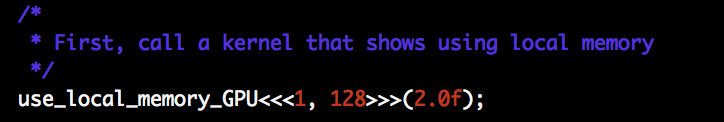 /*
 * First, call a kernel that shows using local memory
 */
use_local_memory_GPU<<<1, 128>>>(2.0f);